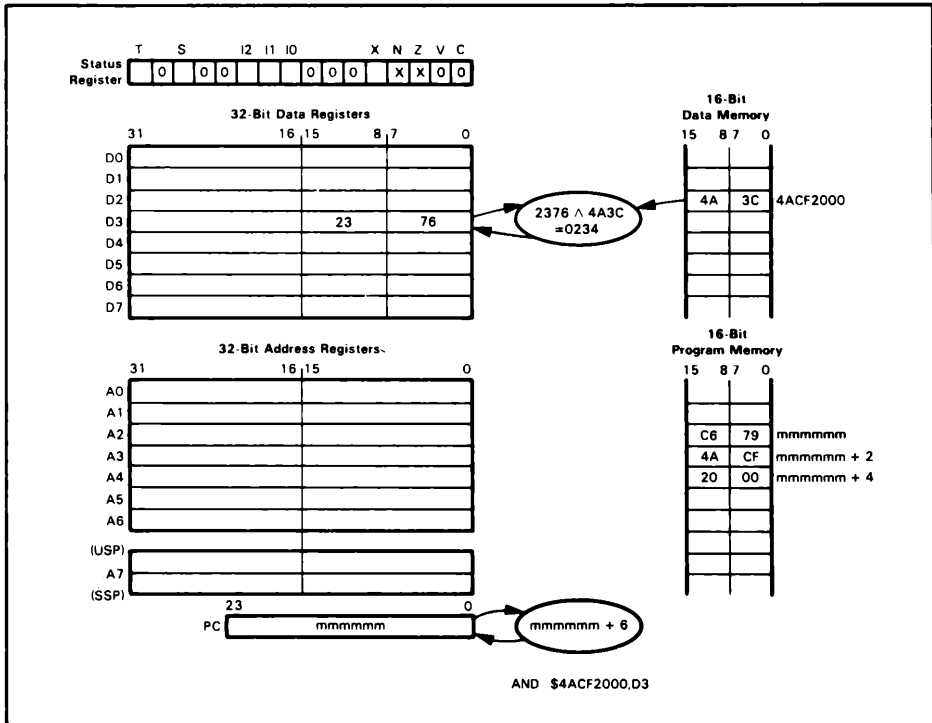 T S I2 I1 I0 X N Z V C
Status Register 0 0 0 0 0 0 X X 0 0
32-Bit Data Registers
31 16 15 8 7 0
D0
D1
D2
D3 23 76
D4
D5
D6
D7
2376 ∧ 4A3C
=0234
16-Bit
Data Memory
15 8 7 0
4A 3C 4ACF2000
32-Bit Address Registers
31 16 15 0
A0
A1
A2
A3
A4
A5
A6
(USP)
A7
(SSP)
23 0
PC mmmmmm
mmmmmm + 6
16-Bit
Program Memory
15 8 7 0
C6 79 mmmmmm
4A CF mmmmmm + 2
20 00 mmmmmm + 4
AND $4ACF2000,D3